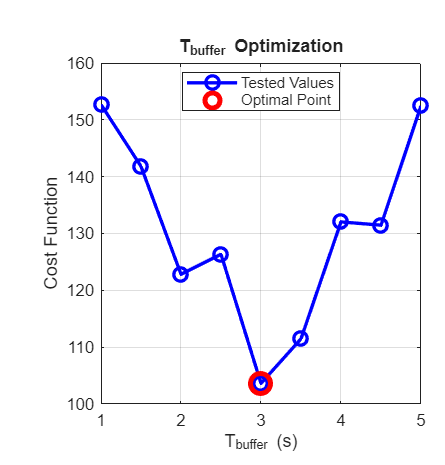 T_buffer Optimization
160
150
140
130
120
110
100
Cost Function
Tested Values
Optimal Point
1 2 3 4 5
T_buffer (s)